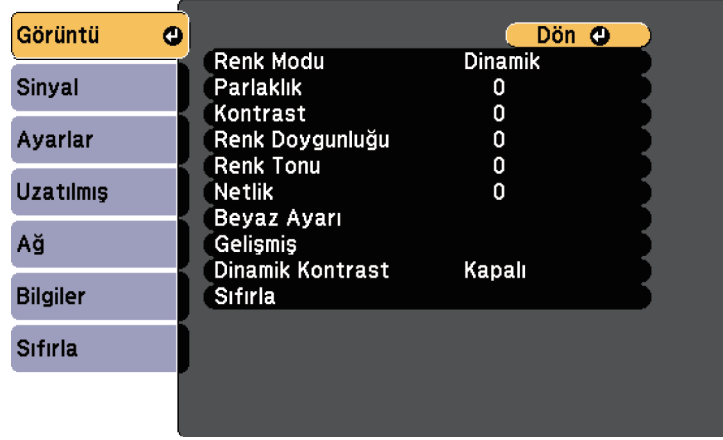 Görüntü
Sinyal
Ayarlar
Uzatılmış
Ağ
Bilgiler
Sıfırla
Dön
Renk Modu Dinamik
Parlaklık 0
Kontrast 0
Renk Doygunluğu 0
Renk Tonu 0
Netlik 0
Beyaz Ayarı
Gelişmiş
Dinamik Kontrast Kapalı
Sıfırla